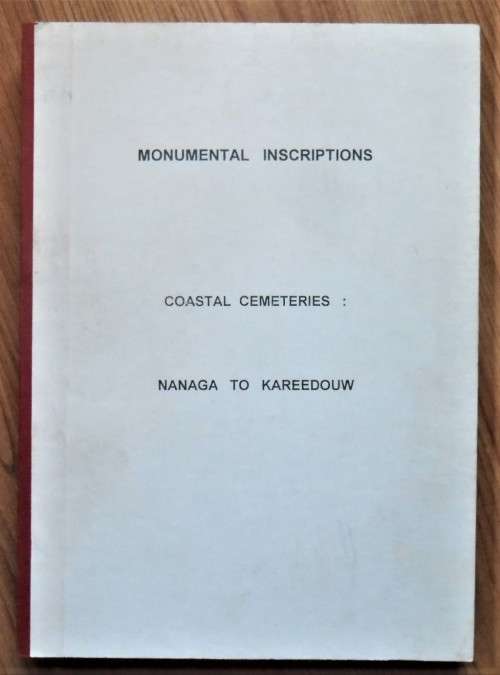 MONUMENTAL INSCRIPTIONS
COASTAL CEMETERIES :
NANAGA TO KAREEDOUW